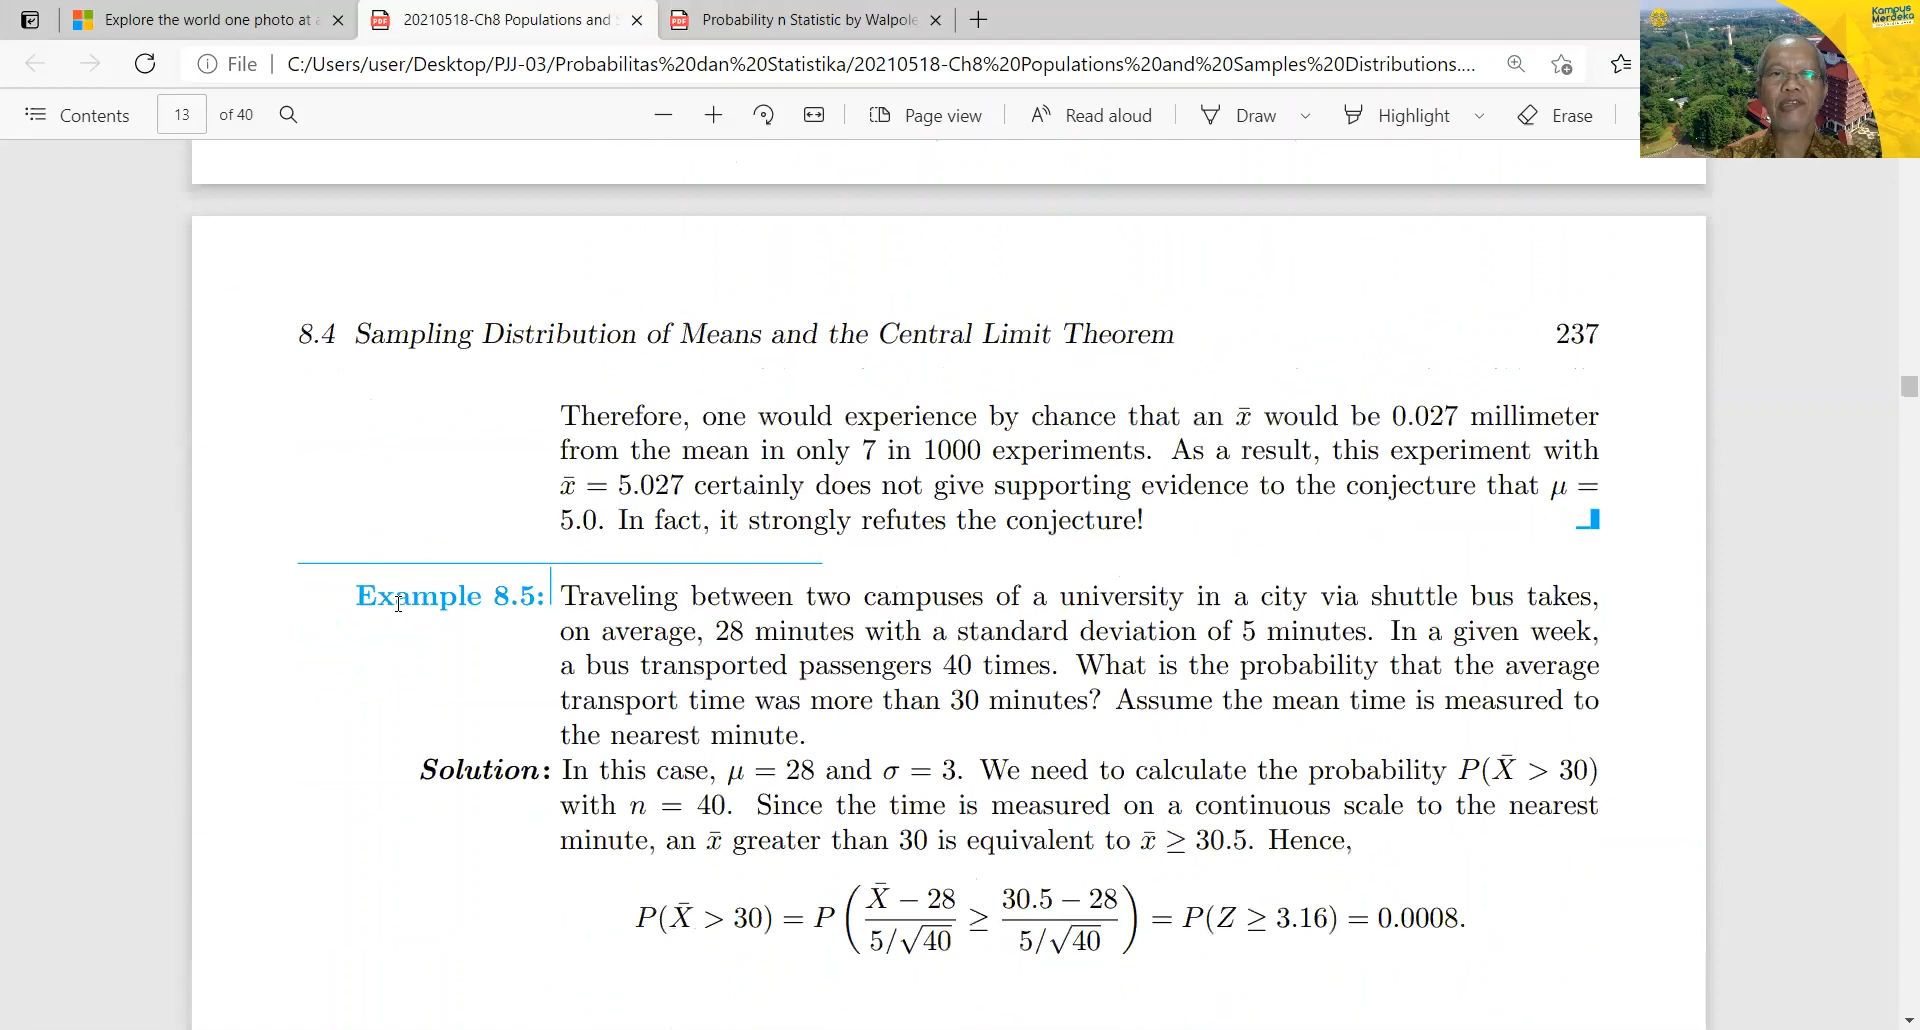 Explore the world one photo at a
20210518-Ch8 Populations and S
Probability n Statistic by Walpole
File
C:/Users/user/Desktop/PJJ-03/Probabilitas%20dan%20Statistika/20210518-Ch8%20Populations%20and%20Samples%20Distributions....
Kampus
Merdeka
Contents 13 of 40 Page view Read aloud Draw Highlight Erase
8.4 Sampling Distribution of Means and the Central Limit Theorem 237
Therefore, one would experience by chance that an x̄ would be 0.027 millimeter
from the mean in only 7 in 1000 experiments. As a result, this experiment with
x̄ = 5.027 certainly does not give supporting evidence to the conjecture that μ =
5.0. In fact, it strongly refutes the conjecture!
Example 8.5: Traveling between two campuses of a university in a city via shuttle bus takes,
on average, 28 minutes with a standard deviation of 5 minutes. In a given week,
a bus transported passengers 40 times. What is the probability that the average
transport time was more than 30 minutes? Assume the mean time is measured to
the nearest minute.
Solution: In this case, μ = 28 and σ = 3. We need to calculate the probability P(X̄ > 30)
with n = 40. Since the time is measured on a continuous scale to the nearest
minute, an x̄ greater than 30 is equivalent to x̄ ≥ 30.5. Hence,
P(X̄ > 30) = P((X̄ − 28)/(5/√40) ≥ (30.5 − 28)/(5/√40)) = P(Z ≥ 3.16) = 0.0008.